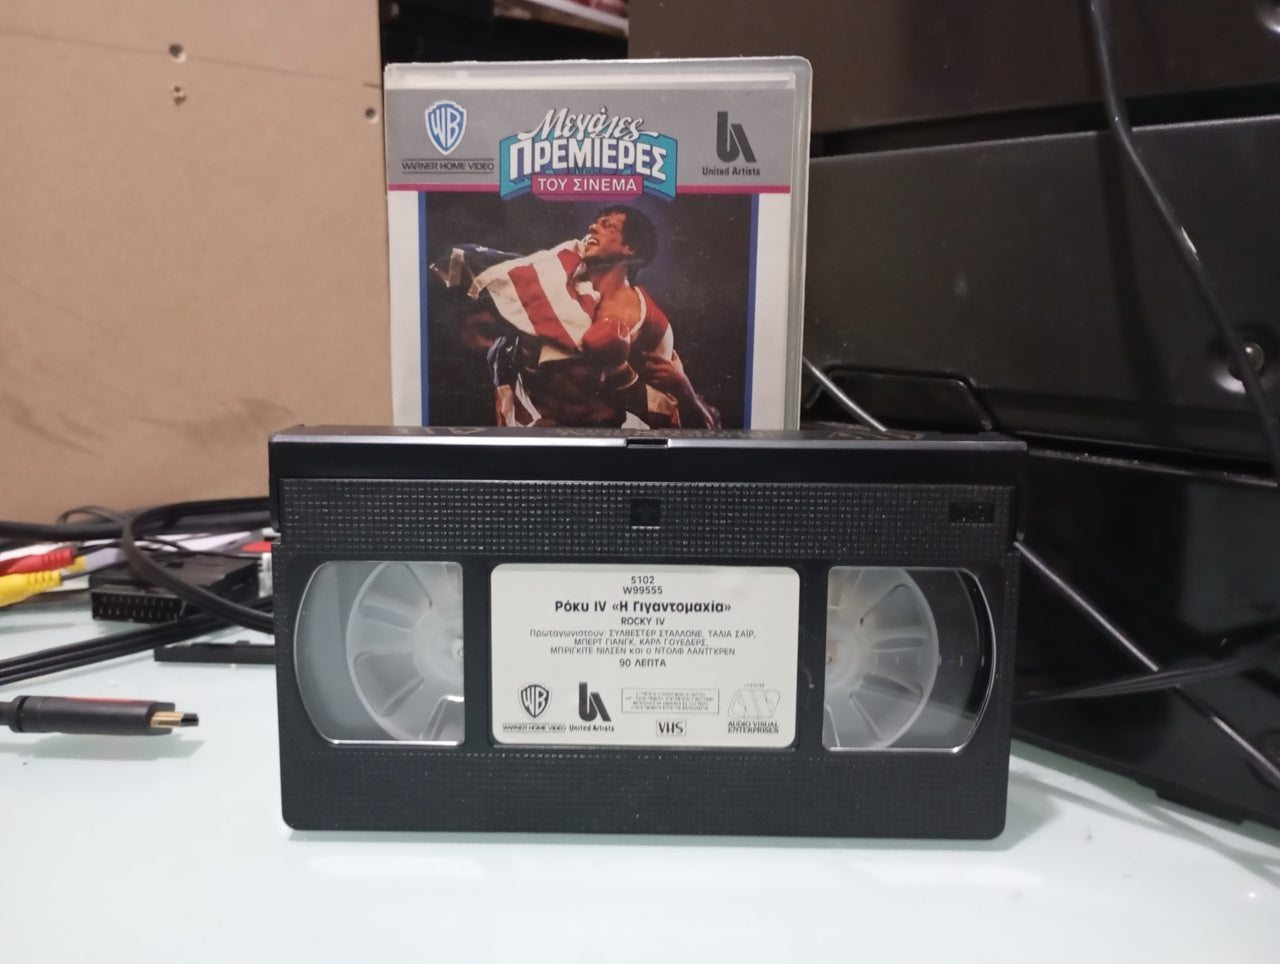 WB
WARNER HOME VIDEO
Μεγάλες
ΠΡΕΜΙΕΡΕΣ
ΤΟΥ ΣΙΝΕΜΑ
United Artists
S102
W99555
Ρόκυ IV «Η Γιγαντομαχία»
ROCKY IV
Πρωταγωνιστούν: ΣΥΛΒΕΣΤΕΡ ΣΤΑΛΛΟΝΕ, ΤΑΛΙΑ ΣΑΪΡ,
ΜΠΕΡΤ ΓΙΑΝΓΚ, ΚΑΡΛ ΓΟΥΕΔΕΡΣ,
ΜΠΡΙΓΚΙΤΕ ΝΙΛΣΕΝ και ο ΝΤΟΛΦ ΛΑΝΤΓΚΡΕΝ
90 ΛΕΠΤΑ
WB
WARNER HOME VIDEO
United Artists
VHS
AUDIO VISUAL
ENTERPRISES